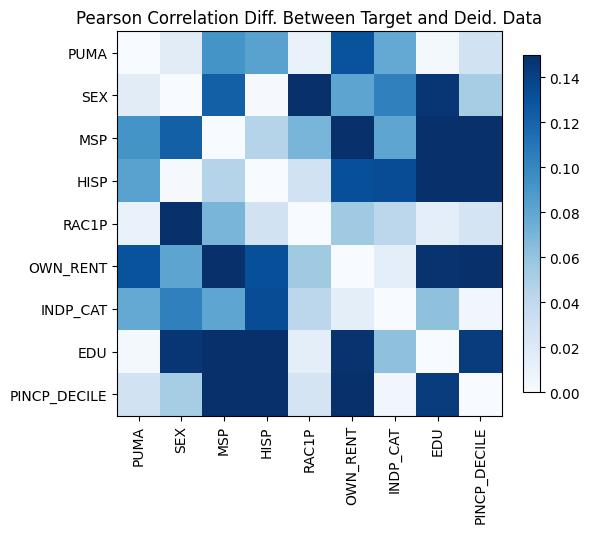 Pearson Correlation Diff. Between Target and Deid. Data
PUMA
SEX
MSP
HISP
RAC1P
OWN_RENT
INDP_CAT
EDU
PINCP_DECILE
0.14
0.12
0.10
0.08
0.06
0.04
0.02
0.00
PUMA
SEX
MSP
HISP
RAC1P
OWN_RENT
INDP_CAT
EDU
PINCP_DECILE